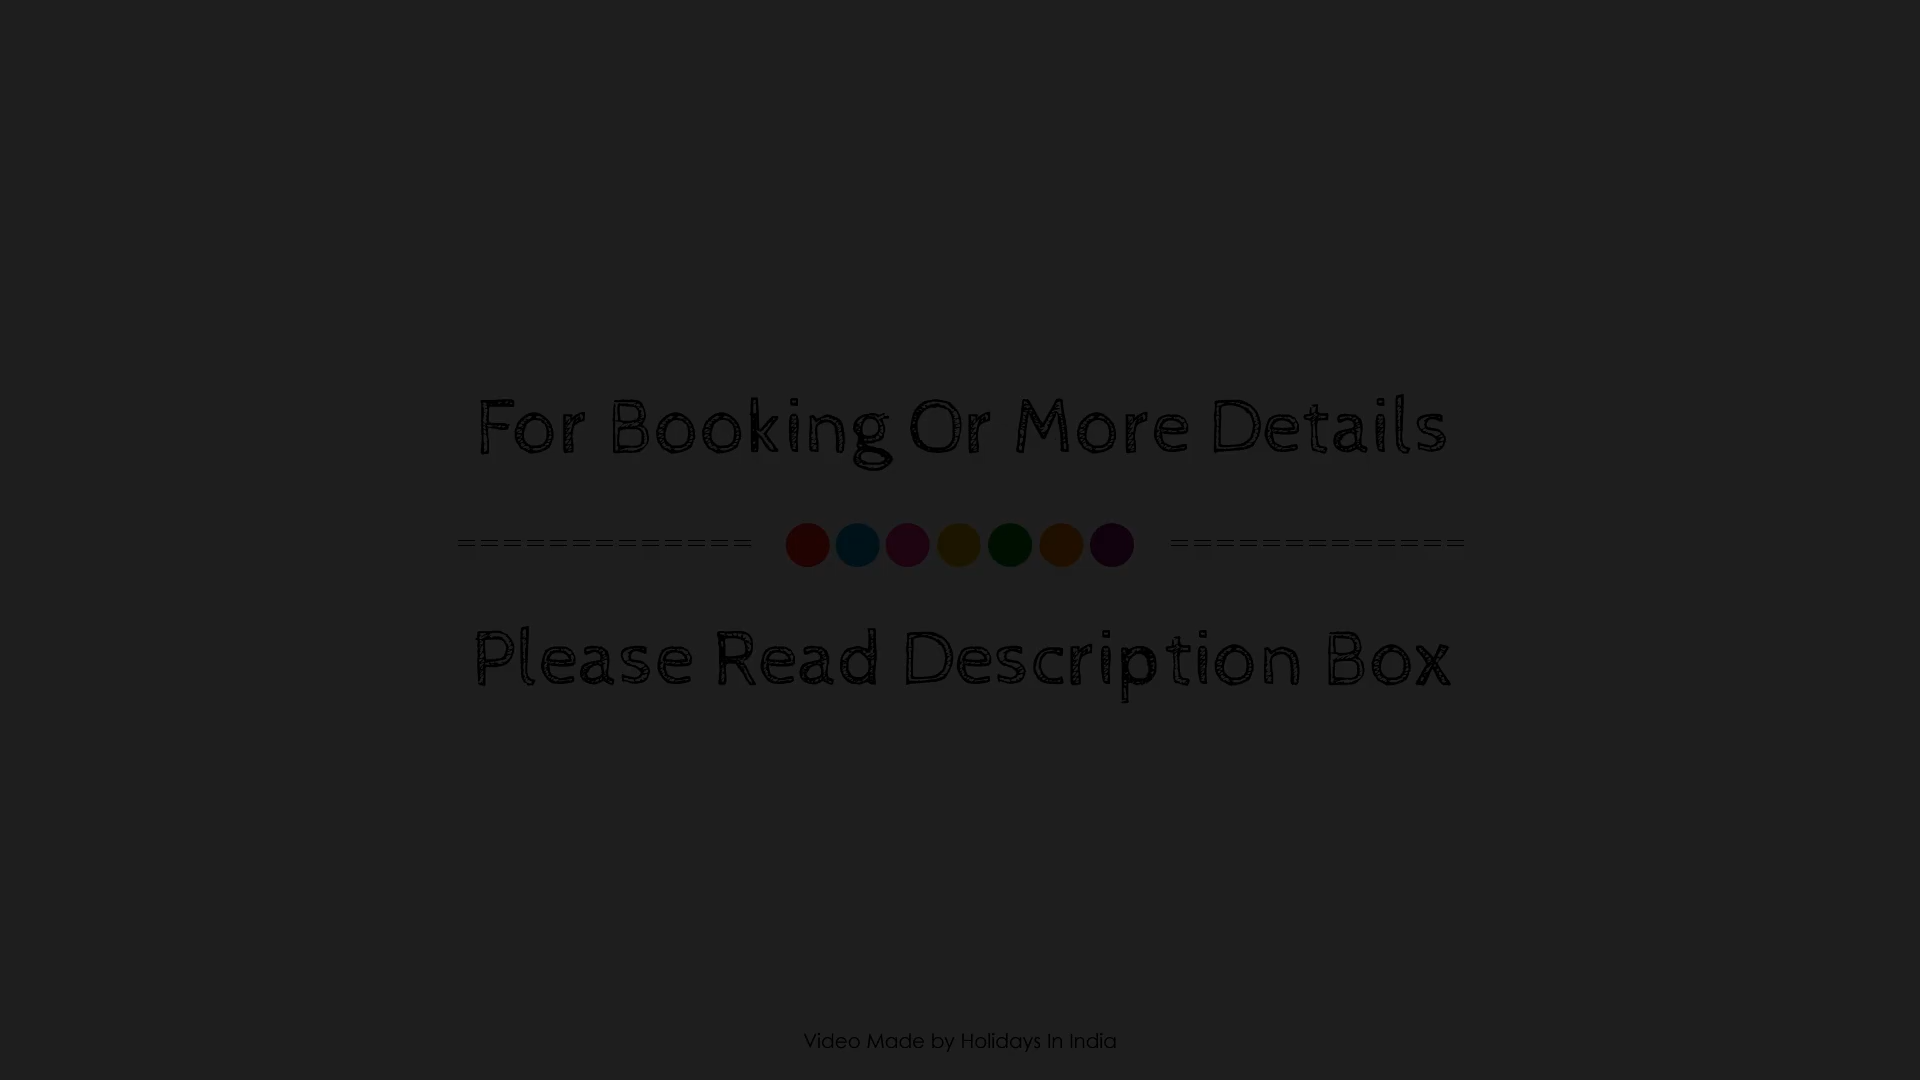 For Booking Or More Details
============= =============
Please Read Description Box
Video Made by Holidays In India